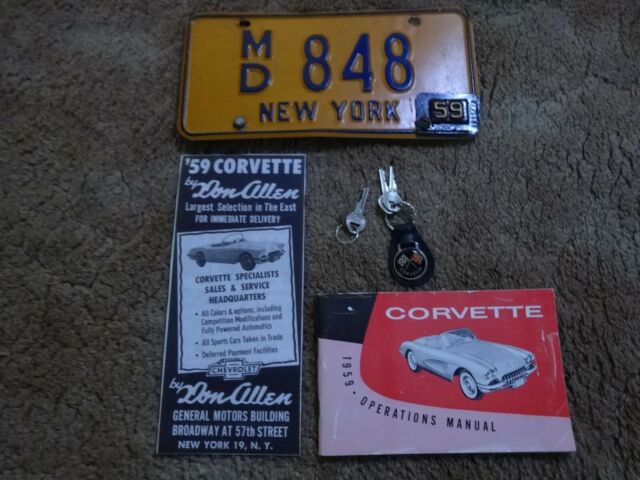 MD 848
NEW YORK
59
'59 CORVETTE
by Don Allen
Largest Selection in The East
FOR IMMEDIATE DELIVERY
CORVETTE SPECIALISTS
SALES & SERVICE
HEADQUARTERS
• All Colors & options, including
Competition Modifications and
Fully Powered Automatics
• All Sports Cars Taken in Trade
• Deferred Payment Facilities
CHEVROLET
by Don Allen
GENERAL MOTORS BUILDING
BROADWAY AT 57th STREET
NEW YORK 19, N. Y.
CORVETTE
CORVETTE
1959 • OPERATIONS MANUAL